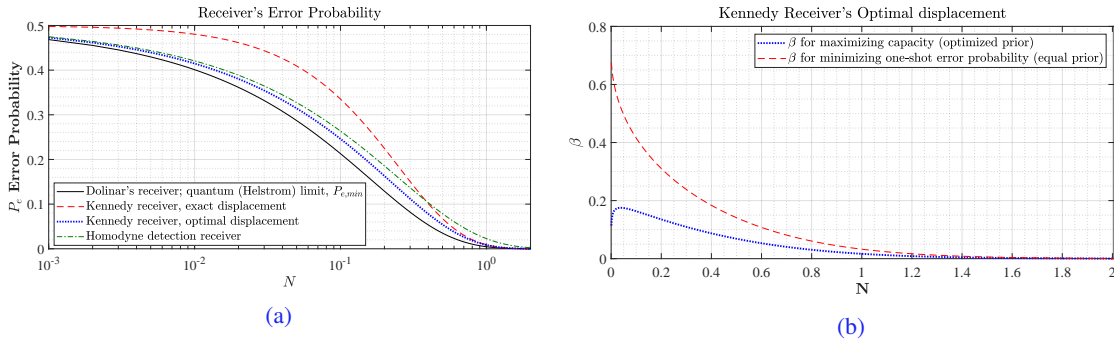 Receiver's Error Probability
0.5
0.4
0.3
0.2
0.1
0
P_e Error Probability
Dolinar's receiver; quantum (Helstrom) limit, P_{e,min}
Kennedy receiver, exact displacement
Kennedy receiver, optimal displacement
Homodyne detection receiver
10^{-3} 10^{-2} 10^{-1} 10^{0}
N
(a)
Kennedy Receiver's Optimal displacement
0.8
0.6
0.4
0.2
0
β
β for maximizing capacity (optimized prior)
β for minimizing one-shot error probability (equal prior)
0 0.2 0.4 0.6 0.8 1 1.2 1.4 1.6 1.8 2
N
(b)